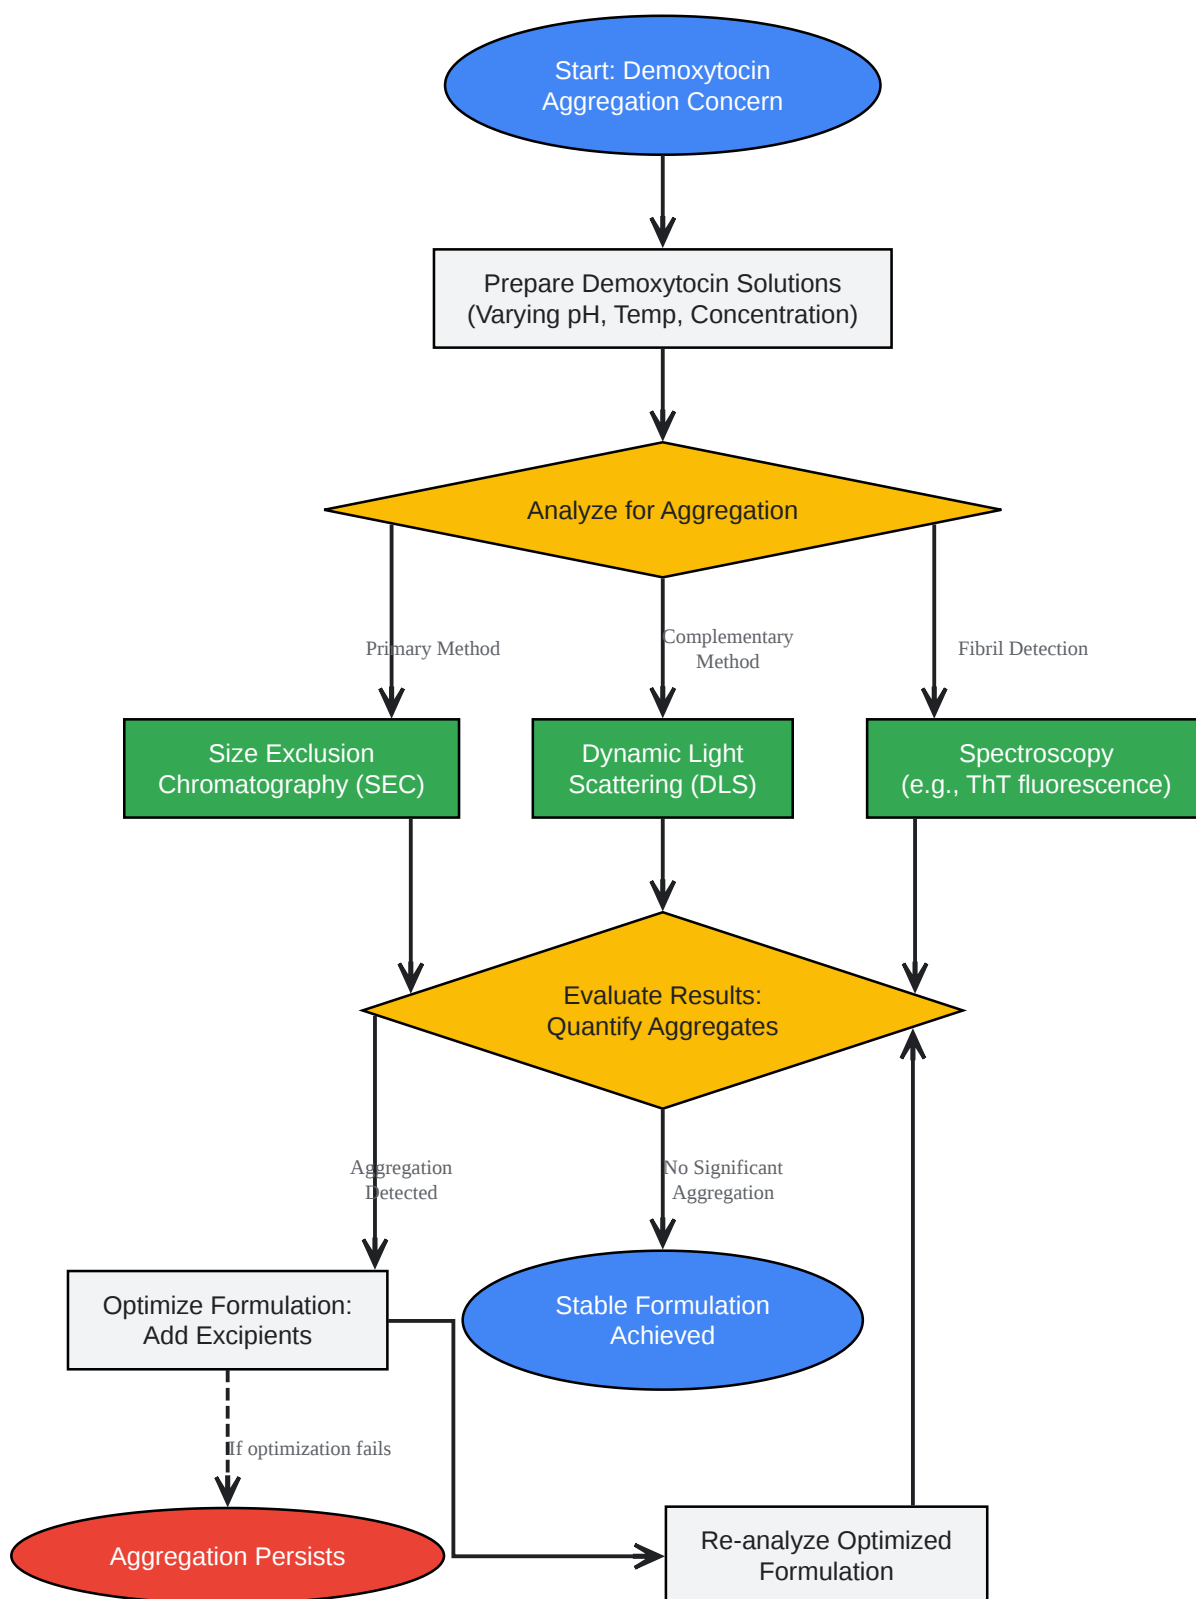 Start: Demoxytocin
Aggregation Concern
Prepare Demoxytocin Solutions
(Varying pH, Temp, Concentration)
Analyze for Aggregation
Primary Method
Complementary
Method
Fibril Detection
Size Exclusion
Chromatography (SEC)
Dynamic Light
Scattering (DLS)
Spectroscopy
(e.g., ThT fluorescence)
Evaluate Results:
Quantify Aggregates
Aggregation
Detected
No Significant
Aggregation
Optimize Formulation:
Add Excipients
Stable Formulation
Achieved
If optimization fails
Aggregation Persists
Re-analyze Optimized
Formulation